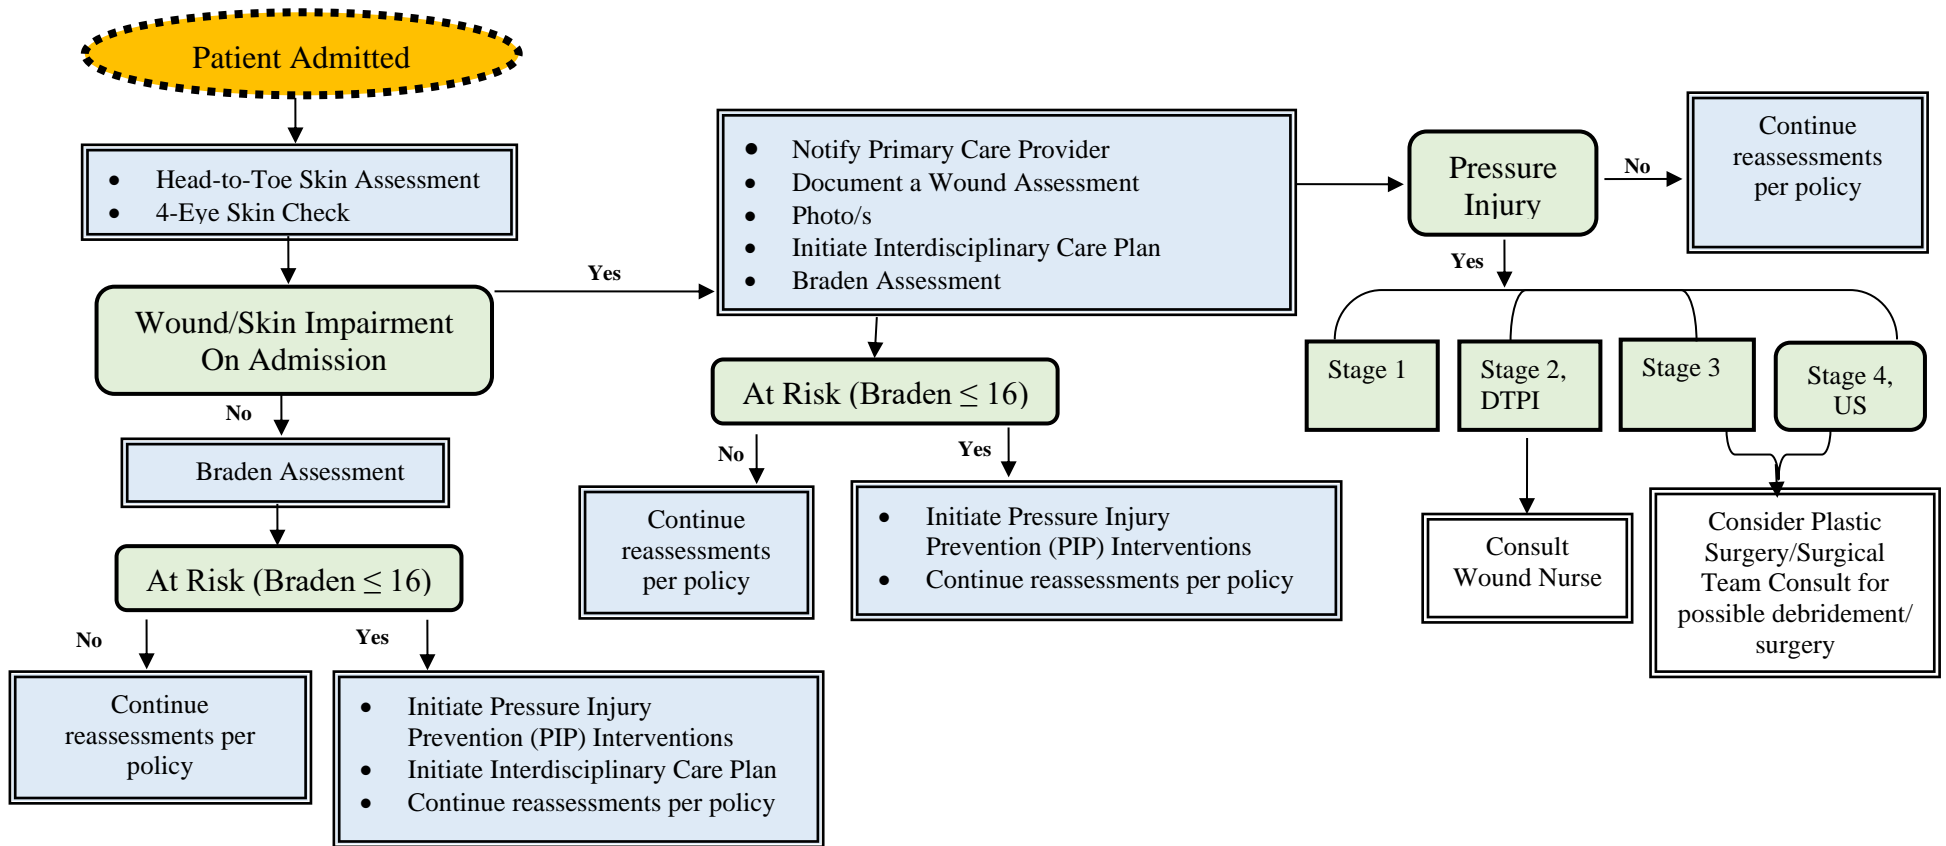 Patient Admitted
• Head-to-Toe Skin Assessment
• 4-Eye Skin Check
Wound/Skin Impairment
On Admission
No
Braden Assessment
At Risk (Braden ≤ 16)
No
Continue
reassessments per
policy
Yes
• Initiate Pressure Injury
Prevention (PIP) Interventions
• Initiate Interdisciplinary Care Plan
• Continue reassessments per policy
Yes
• Notify Primary Care Provider
• Document a Wound Assessment
• Photo/s
• Initiate Interdisciplinary Care Plan
• Braden Assessment
At Risk (Braden ≤ 16)
No
Continue
reassessments
per policy
Yes
• Initiate Pressure Injury
Prevention (PIP) Interventions
• Continue reassessments per policy
Pressure
Injury
No
Continue
reassessments
per policy
Yes
Stage 1
Stage 2,
DTPI
Stage 3
Stage 4,
US
Consult
Wound Nurse
Consider Plastic
Surgery/Surgical
Team Consult for
possible debridement/
surgery